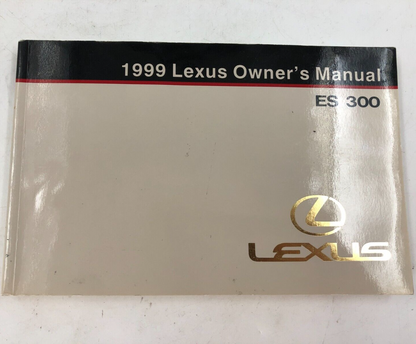 1999 Lexus Owner's Manual
ES 300
LEXUS